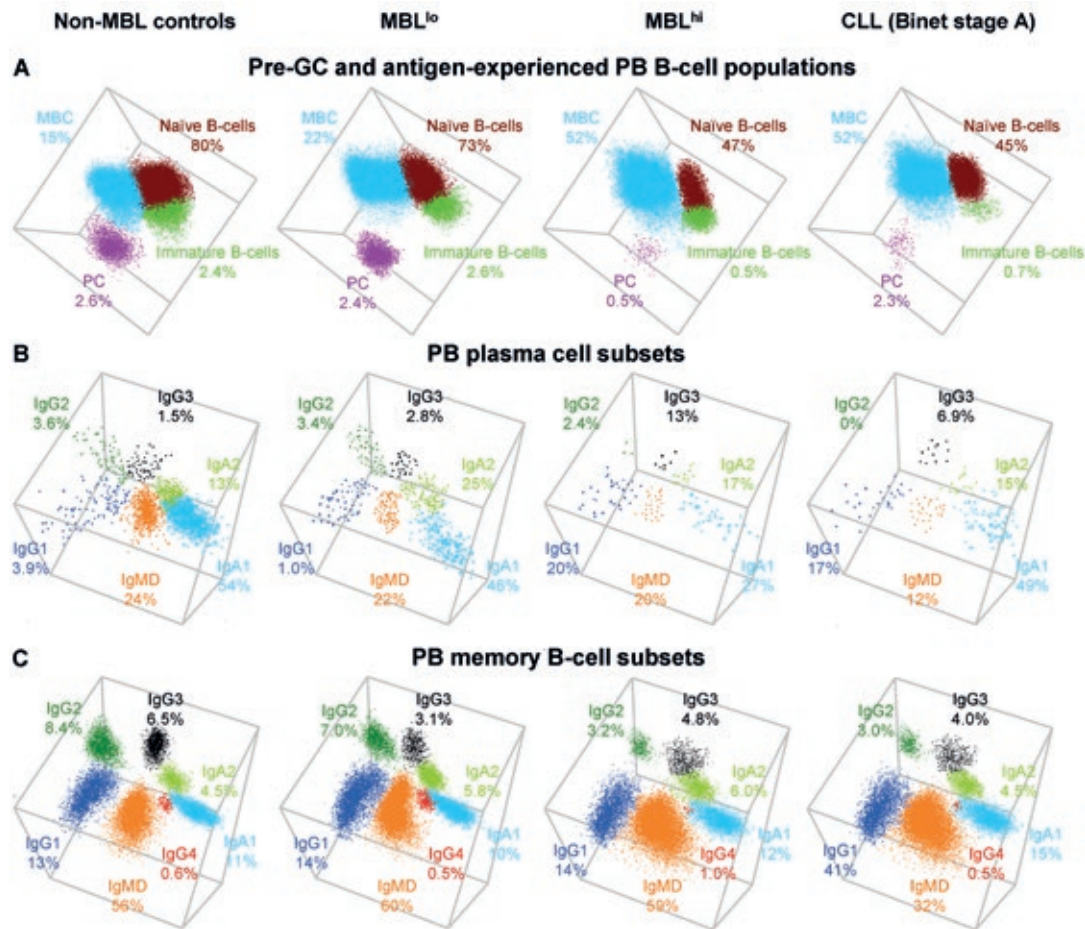 Non-MBL controls MBLlo MBLhi CLL (Binet stage A)
A Pre-GC and antigen-experienced PB B-cell populations
MBC
15%
Naïve B-cells
80%
Immature B-cells
2.4%
PC
2.6%
MBC
22%
Naïve B-cells
73%
Immature B-cells
2.6%
PC
2.4%
MBC
52%
Naïve B-cells
47%
Immature B-cells
0.5%
PC
0.5%
MBC
52%
Naïve B-cells
45%
Immature B-cells
0.7%
PC
2.3%
B PB plasma cell subsets
IgG2
3.6%
IgG3
1.5%
IgA2
13%
IgG1
3.9%
IgMD
24%
IgA1
54%
IgG2
3.4%
IgG3
2.8%
IgA2
25%
IgG1
1.0%
IgMD
22%
IgA1
46%
IgG2
2.4%
IgG3
13%
IgA2
17%
IgG1
20%
IgMD
20%
IgA1
27%
IgG2
0%
IgG3
6.9%
IgA2
15%
IgG1
17%
IgMD
12%
IgA1
49%
C PB memory B-cell subsets
IgG2
8.4%
IgG3
6.5%
IgA2
4.5%
IgG1
13%
IgG4
0.6%
IgA1
11%
IgMD
56%
IgG2
7.0%
IgG3
3.1%
IgA2
5.8%
IgG1
14%
IgG4
0.5%
IgA1
10%
IgMD
60%
IgG2
3.2%
IgG3
4.8%
IgA2
6.0%
IgG1
14%
IgG4
1.0%
IgA1
12%
IgMD
59%
IgG2
3.0%
IgG3
4.0%
IgA2
4.5%
IgG1
41%
IgG4
0.5%
IgA1
15%
IgMD
32%